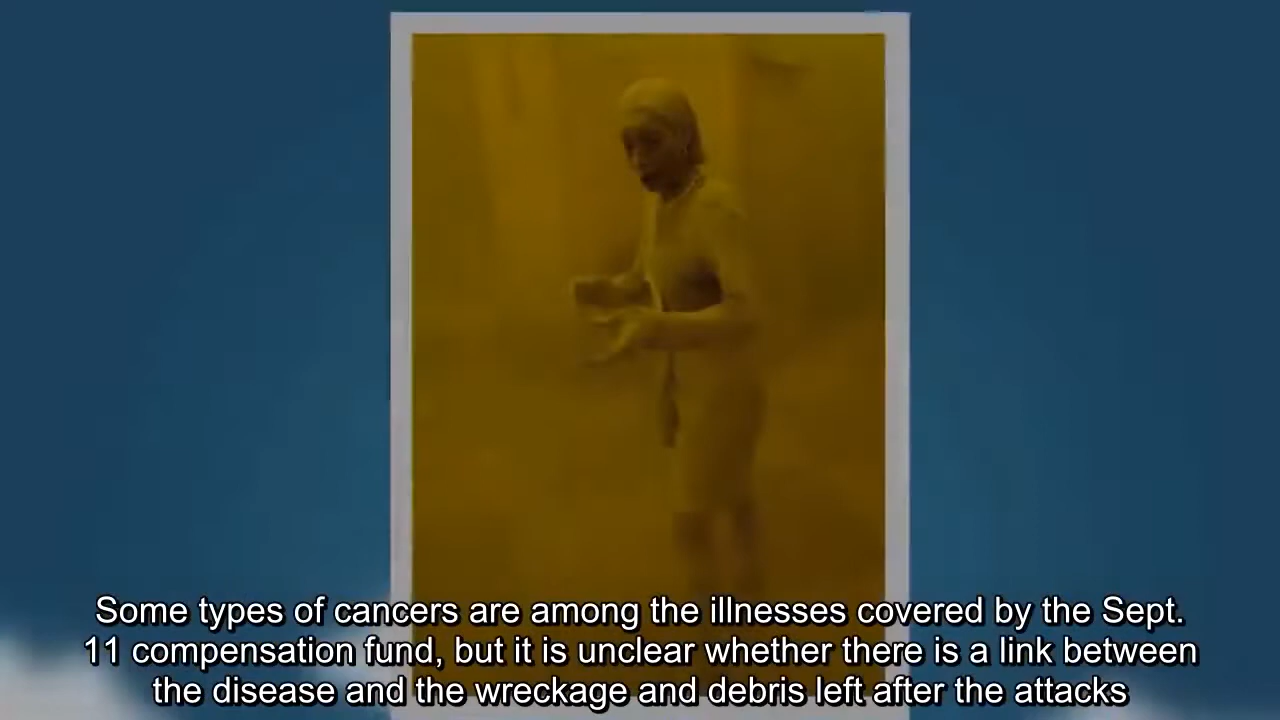 Some types of cancers are among the illnesses covered by the Sept.
11 compensation fund, but it is unclear whether there is a link between
the disease and the wreckage and debris left after the attacks